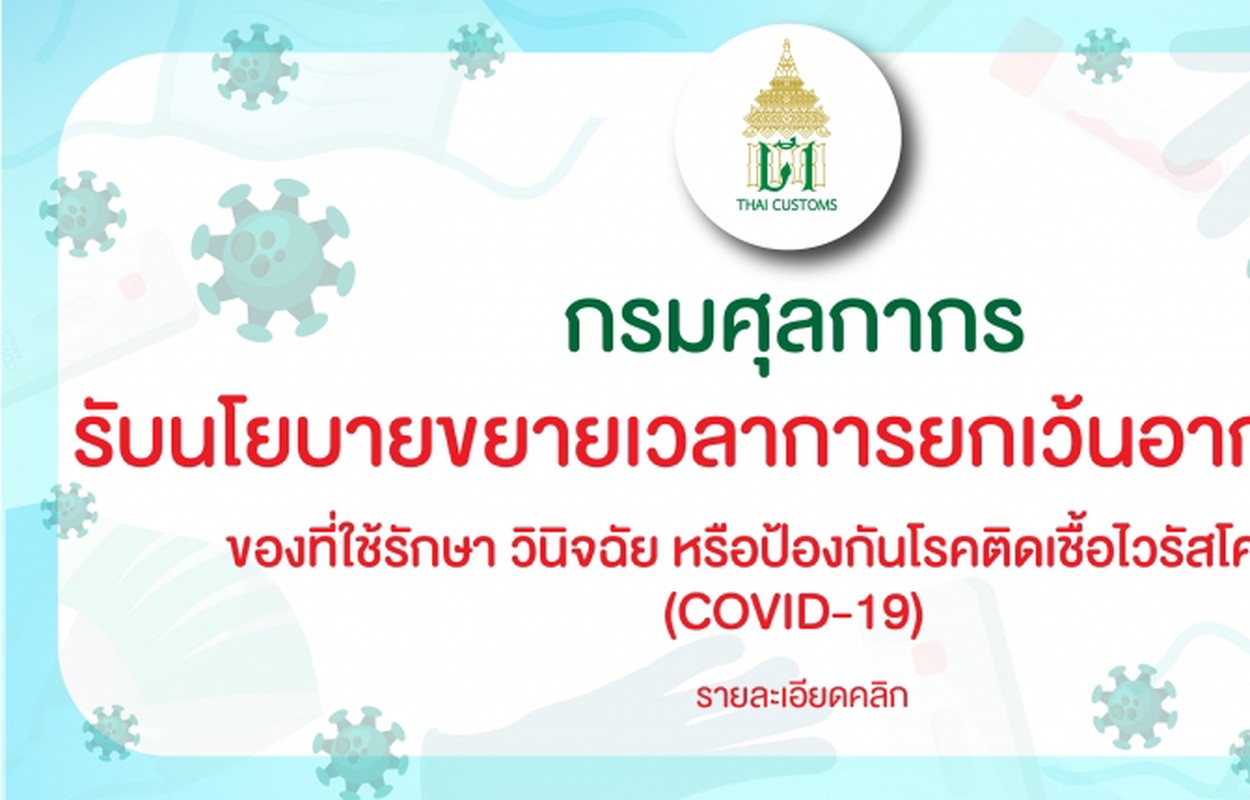 THAI CUSTOMS
กรมศุลกากร
รับนโยบายขยายเวลาการยกเว้นอาก
ของที่ใช้รักษา วินิจฉัย หรือป้องกันโรคติดเชื้อไวรัสโค
(COVID-19)
รายละเอียดคลิก